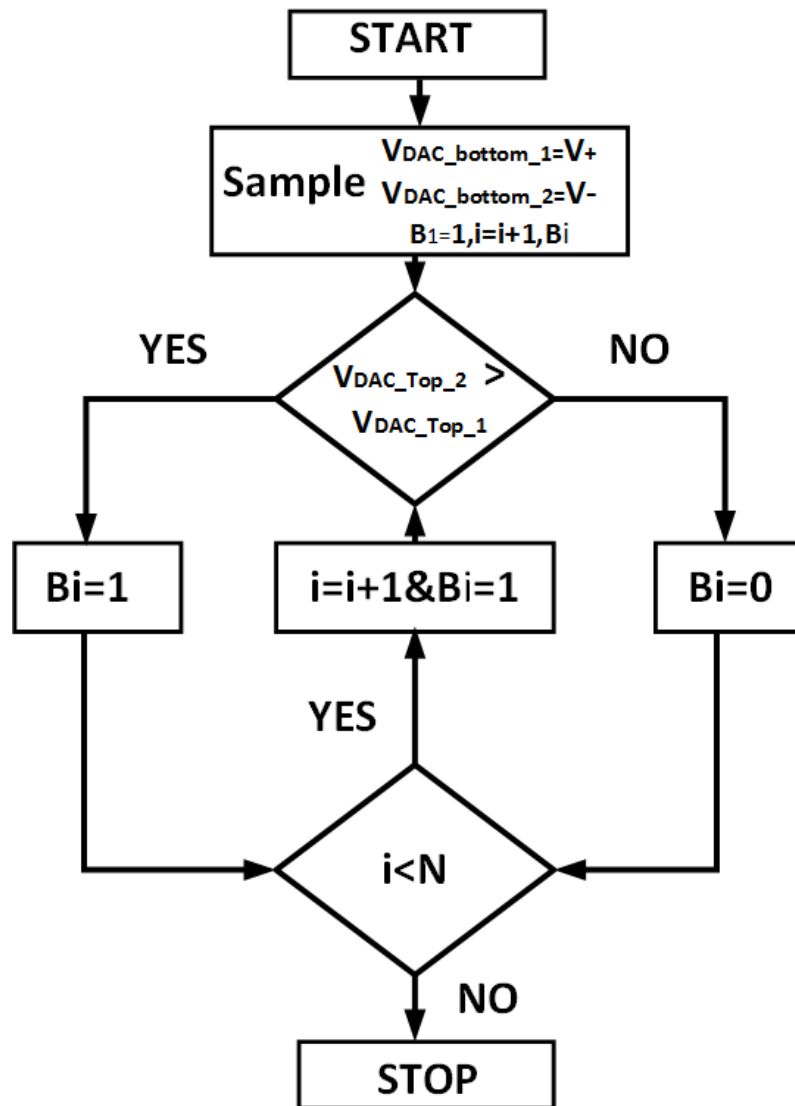 START
Sample
VDAC_bottom_1=V+
VDAC_bottom_2=V-
B1=1,i=i+1,Bi
YES
NO
VDAC_Top_2 >
VDAC_Top_1
Bi=1
i=i+1&Bi=1
Bi=0
YES
i<N
NO
STOP